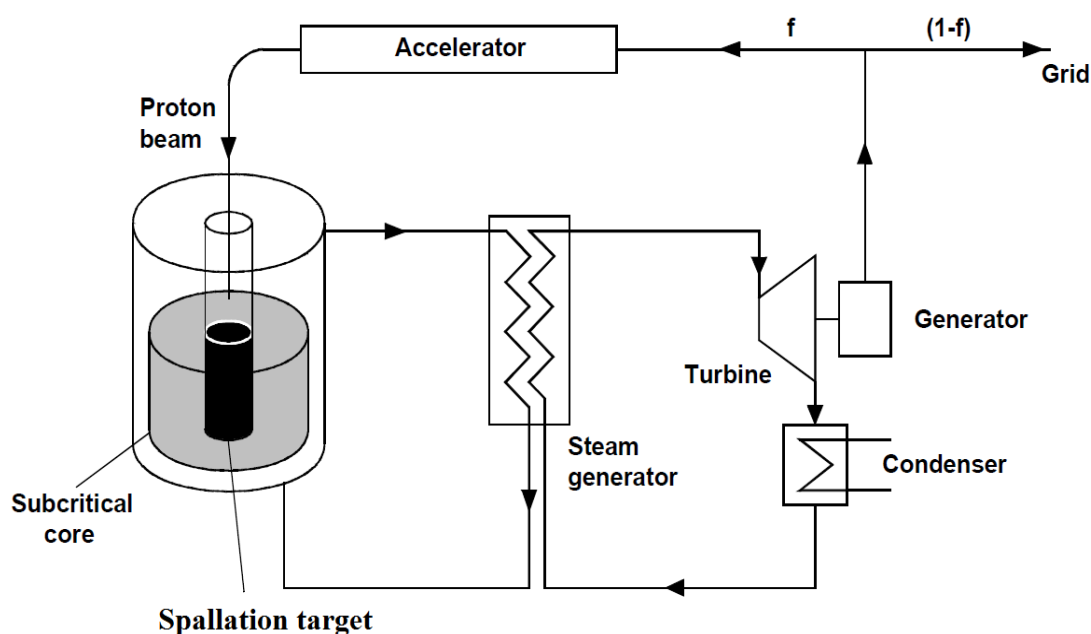 Accelerator
f
(1-f)
Grid
Proton
beam
Generator
Turbine
Steam
generator
Condenser
Subcritical
core
Spallation target